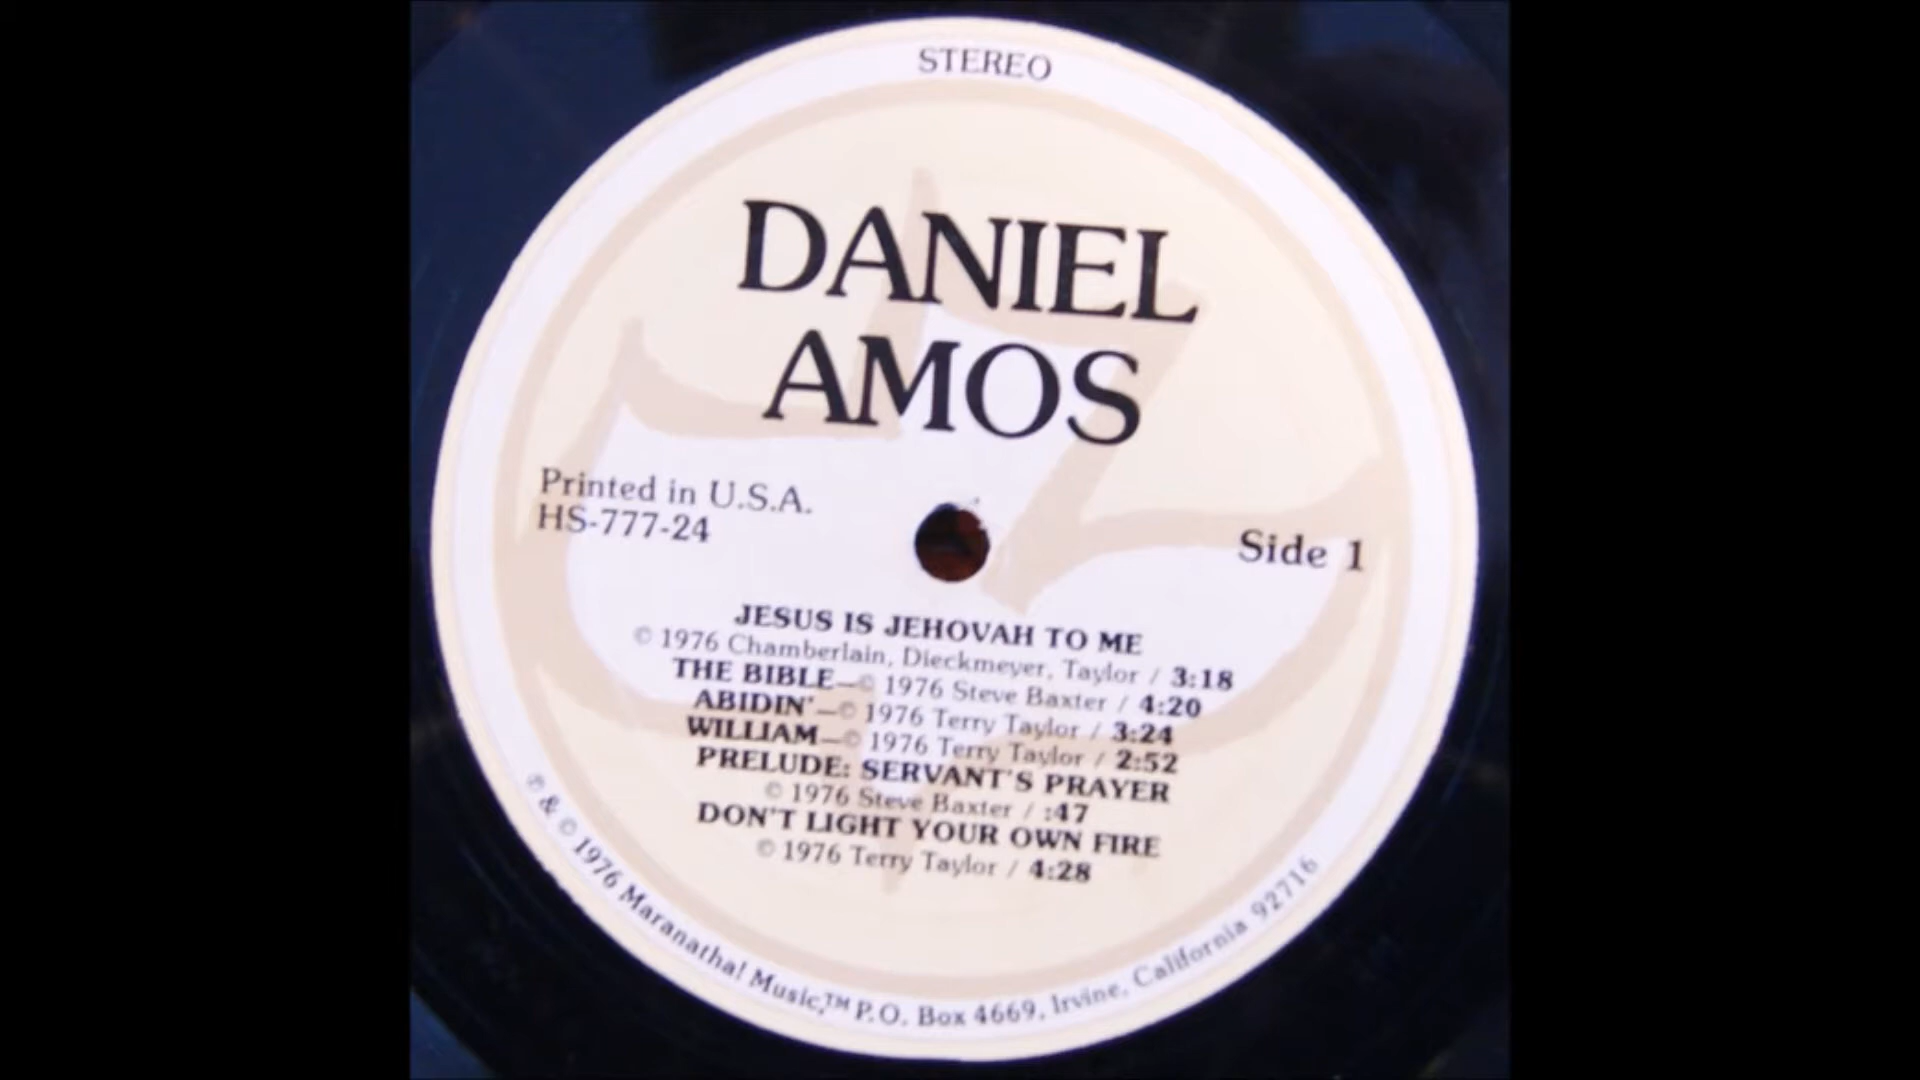 STEREO
DANIEL
AMOS
Printed in U.S.A.
HS-777-24
Side 1
JESUS IS JEHOVAH TO ME
© 1976 Chamberlain, Dieckmeyer, Taylor / 3:18
THE BIBLE—© 1976 Steve Baxter / 4:20
ABIDIN'—© 1976 Terry Taylor / 3:24
WILLIAM—© 1976 Terry Taylor / 2:52
PRELUDE: SERVANT'S PRAYER
© 1976 Steve Baxter / :47
DON'T LIGHT YOUR OWN FIRE
© 1976 Terry Taylor / 4:28
℗ & © 1976 Maranatha! Music,™ P.O. Box 4669, Irvine, California 92716